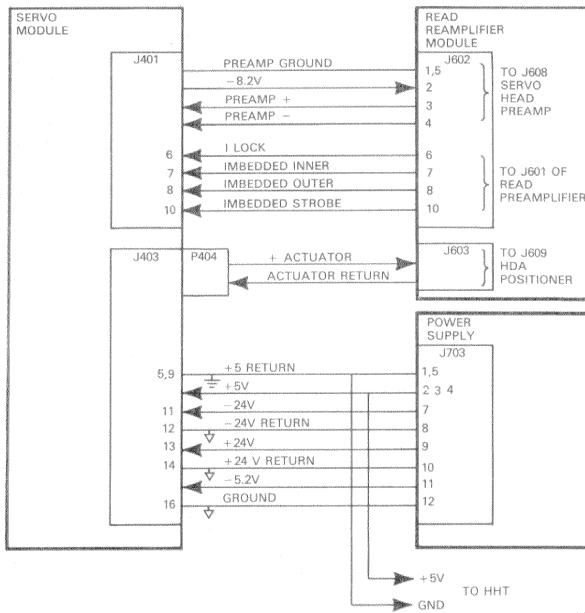 SERVO
MODULE
READ
REAMPLIFIER
MODULE
J401
J602
PREAMP GROUND
1,5
-8.2V
2
PREAMP +
3
PREAMP -
4
TO J608
SERVO
HEAD
PREAMP
6
I LOCK
6
7
IMBEDDED INNER
7
8
IMBEDDED OUTER
8
10
IMBEDDED STROBE
10
TO J601 OF
READ
PREAMPLIFIER
J403
P404
+ ACTUATOR
ACTUATOR RETURN
J603
TO J609
HDA
POSITIONER
POWER
SUPPLY
J703
5,9
+5 RETURN
1,5
+5V
2 3 4
11
-24V
7
12
-24V RETURN
8
13
+24V
9
14
+24 V RETURN
10
-5.2V
11
16
GROUND
12
+5V
TO HHT
GND